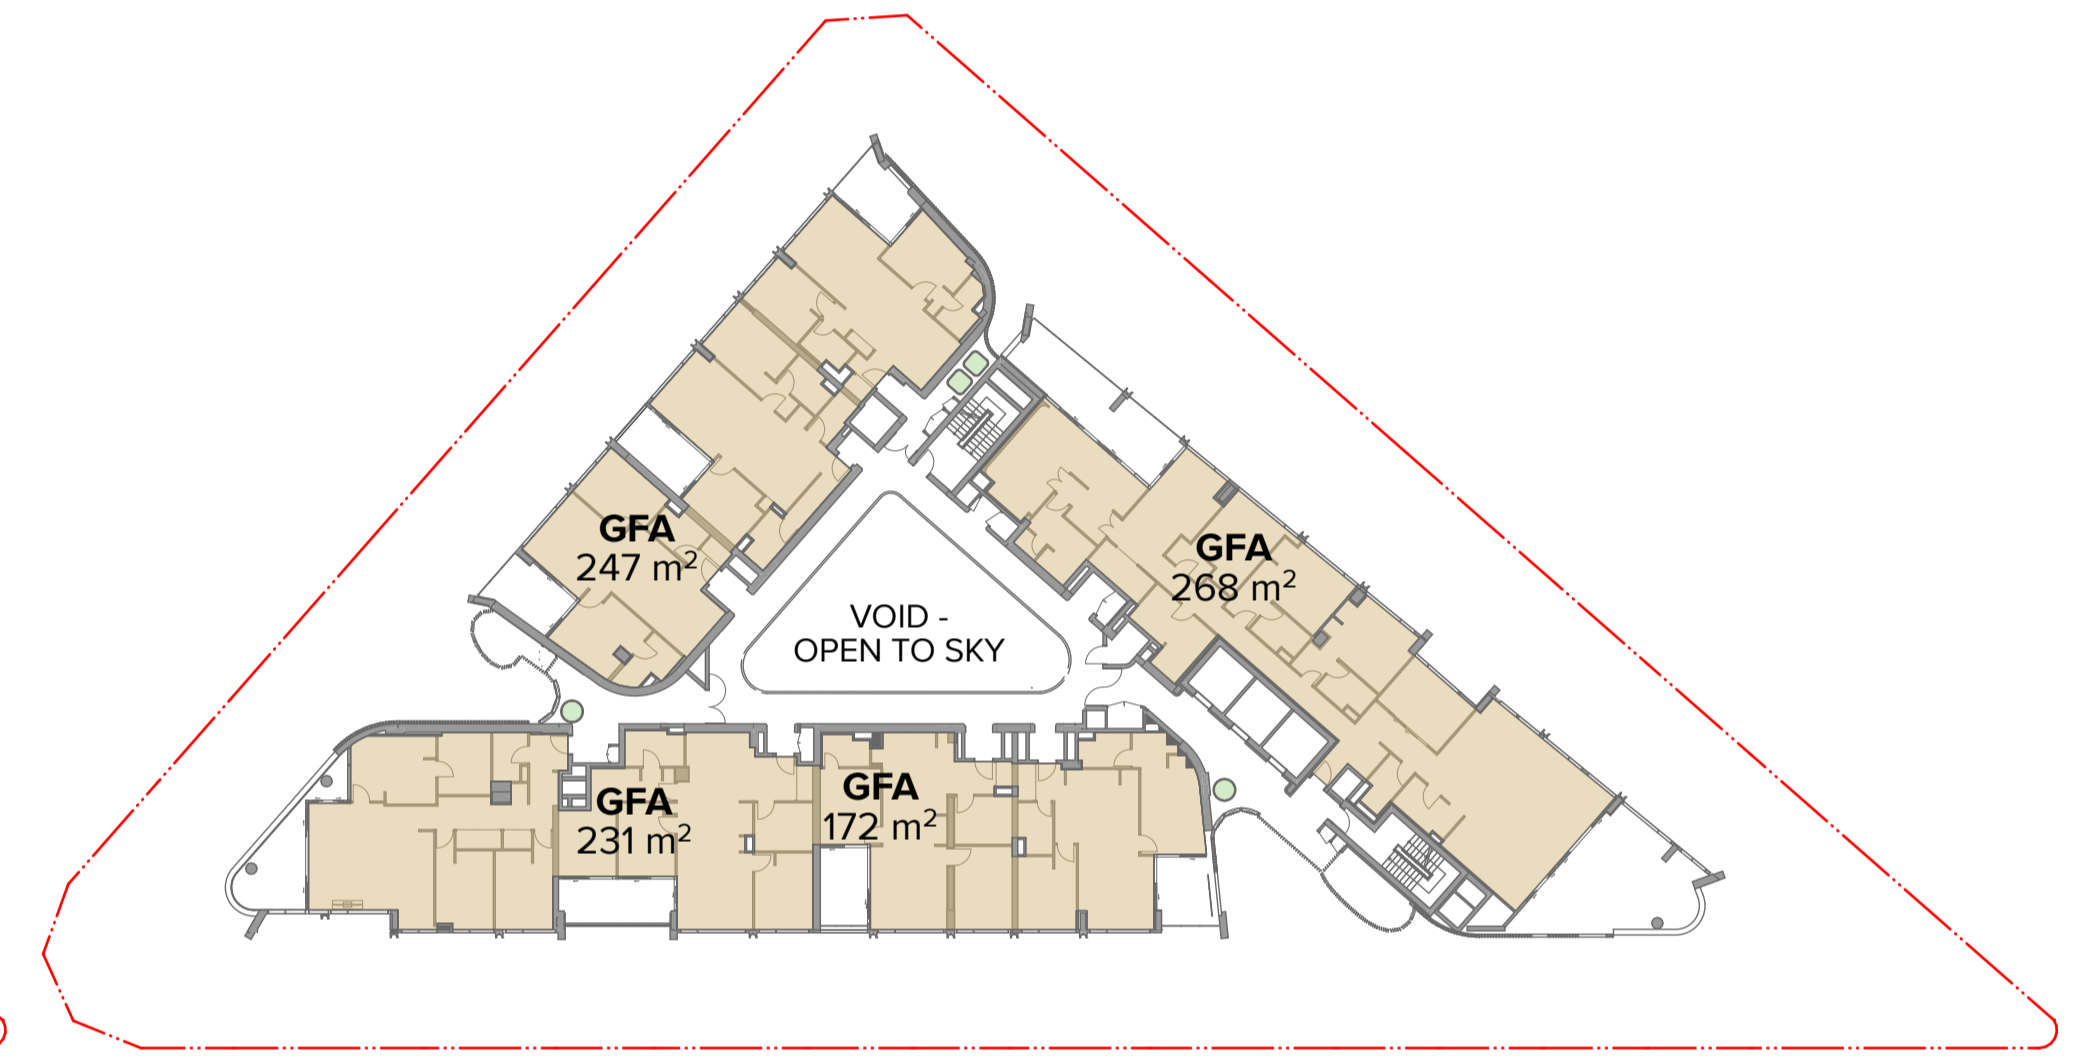 GFA
247 m²
GFA
268 m²
VOID -
OPEN TO SKY
GFA
231 m²
GFA
172 m²